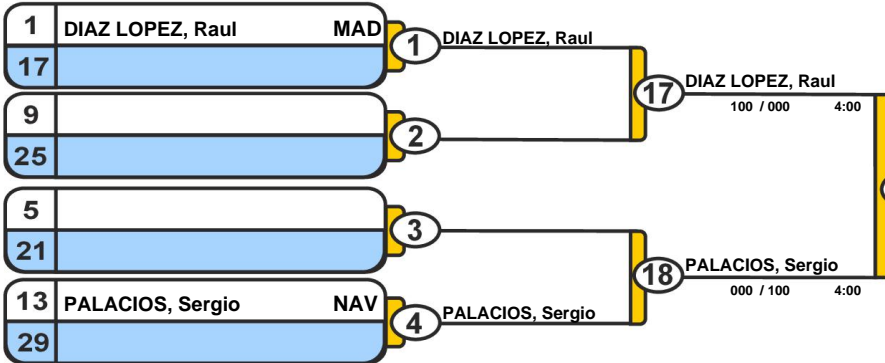 1 DIAZ LOPEZ, Raul MAD
17
1 DIAZ LOPEZ, Raul
17 DIAZ LOPEZ, Raul
100 / 000 4:00
9
25
2
5
21
3
18 PALACIOS, Sergio
000 / 100 4:00
13 PALACIOS, Sergio NAV
29
4 PALACIOS, Sergio